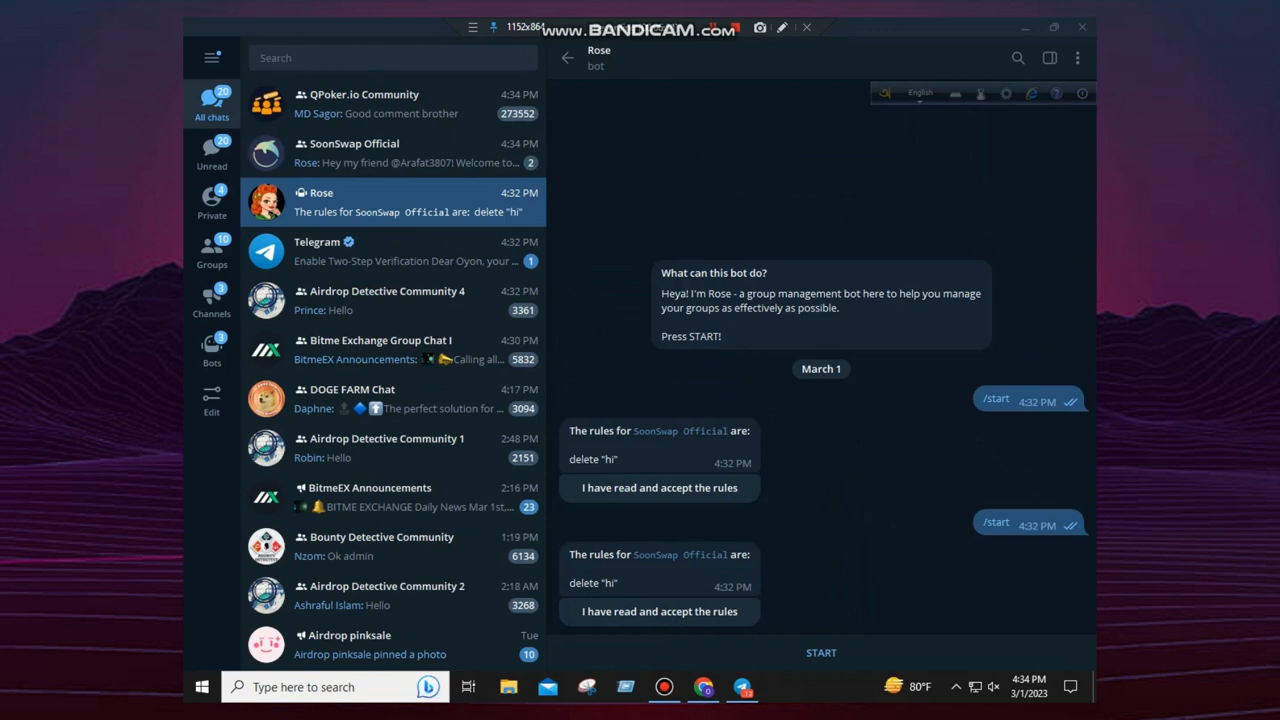 1152x864
www.BANDICAM.com
Search
Rose
bot
English
20
All chats
20
Unread
4
Private
10
Groups
3
Channels
3
Bots
Edit
QPoker.io Community 4:34 PM
MD Sagor: Good comment brother 273552
SoonSwap Official 4:34 PM
Rose: Hey my friend @Arafat3807! Welcome to... 2
Rose 4:32 PM
The rules for SoonSwap Official are: delete "hi"
Telegram 4:32 PM
Enable Two-Step Verification Dear Oyon, your ... 1
Airdrop Detective Community 4 4:32 PM
Prince: Hello 3361
Bitme Exchange Group Chat I 4:30 PM
BitmeEX Announcements: Calling all... 5832
DOGE FARM Chat 4:17 PM
Daphne: The perfect solution for ... 3094
Airdrop Detective Community 1 2:48 PM
Robin: Hello 2151
BitmeEX Announcements 2:16 PM
BITME EXCHANGE Daily News Mar 1st,... 23
Bounty Detective Community 1:19 PM
Nzom: Ok admin 6134
Airdrop Detective Community 2 2:18 AM
Ashraful Islam: Hello 3268
Airdrop pinksale Tue
Airdrop pinksale pinned a photo 10
What can this bot do?
Heya! I'm Rose - a group management bot here to help you manage
your groups as effectively as possible.
Press START!
March 1
/start 4:32 PM
The rules for SoonSwap Official are:
delete "hi" 4:32 PM
I have read and accept the rules
/start 4:32 PM
The rules for SoonSwap Official are:
delete "hi" 4:32 PM
I have read and accept the rules
START
Type here to search
80°F
4:34 PM
3/1/2023